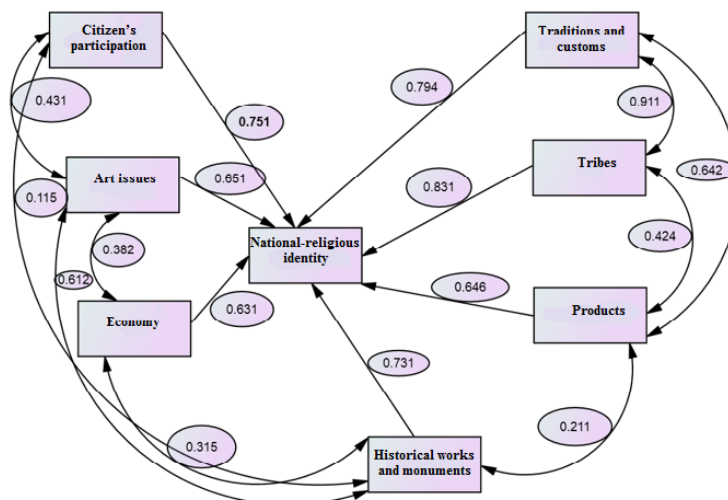 Citizen's
participation
Traditions and
customs
0.431
0.794
0.751
0.911
Art issues
0.651
Tribes
0.642
0.115
0.831
National-religious
identity
0.424
0.382
0.612
0.646
Economy
0.631
Products
0.731
0.315
0.211
Historical works
and monuments